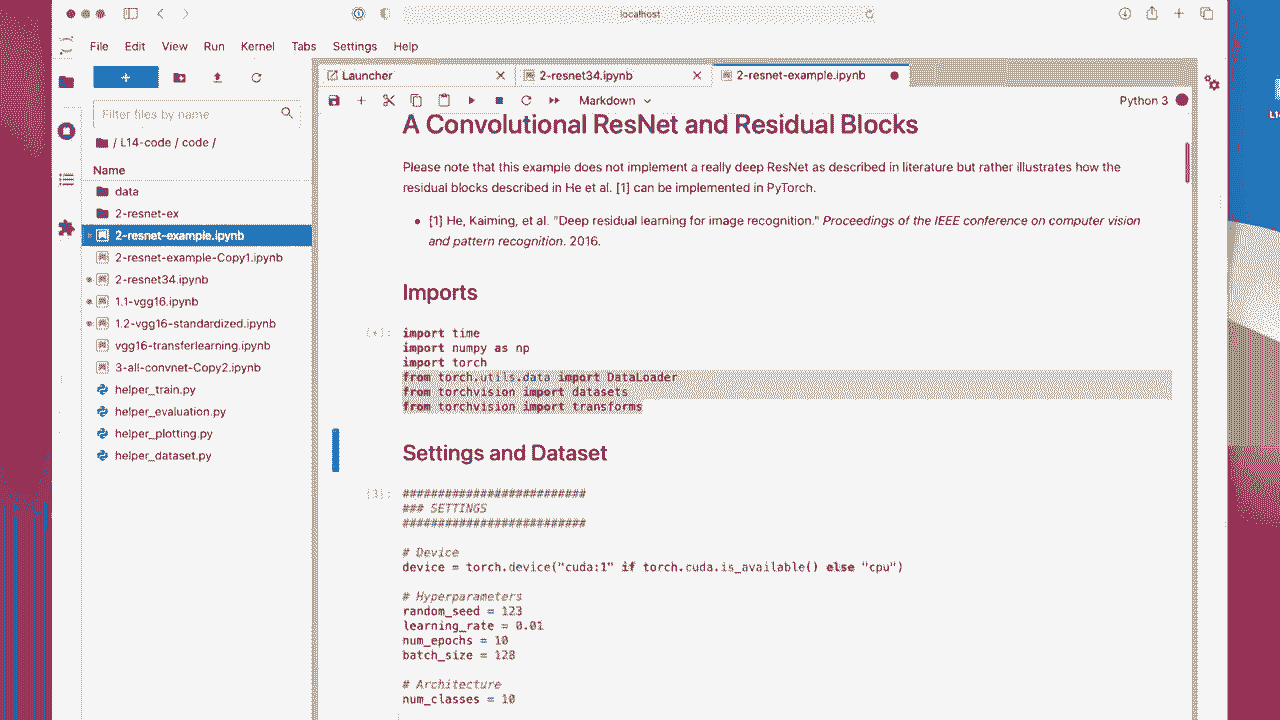 localhost
File Edit View Run Kernel Tabs Settings Help
Launcher
2-resnet34.ipynb
2-resnet-example.ipynb
Markdown
Python 3
Filter files by name
/ L14-code / code /
Name
data
2-resnet-ex
2-resnet-example.ipynb
2-resnet-example-Copy1.ipynb
2-resnet34.ipynb
1.1-vgg16.ipynb
1.2-vgg16-standardized.ipynb
vgg16-transferlearning.ipynb
3-all-convnet-Copy2.ipynb
helper_train.py
helper_evaluation.py
helper_plotting.py
helper_dataset.py
A Convolutional ResNet and Residual Blocks
Please note that this example does not implement a really deep ResNet as described in literature but rather illustrates how the
residual blocks described in He et al. [1] can be implemented in PyTorch.
[1] He, Kaiming, et al. "Deep residual learning for image recognition." Proceedings of the IEEE conference on computer vision
and pattern recognition. 2016.
Imports
[*]: import time
import numpy as np
import torch
from torch.utils.data import DataLoader
from torchvision import datasets
from torchvision import transforms
Settings and Dataset
[3]: ##########################
### SETTINGS
##########################
# Device
device = torch.device("cuda:1" if torch.cuda.is_available() else "cpu")
# Hyperparameters
random_seed = 123
learning_rate = 0.01
num_epochs = 10
batch_size = 128
# Architecture
num_classes = 10